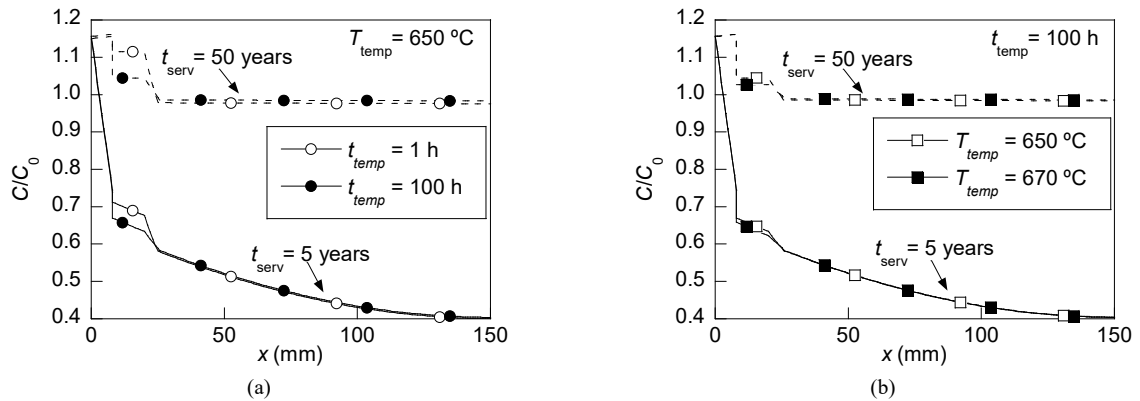 1.2
1.1
1.0
0.9
0.8
0.7
0.6
0.5
0.4
C/C0
0
50
100
150
x (mm)
Ttemp = 650 ºC
tserv = 50 years
ttemp = 1 h
ttemp = 100 h
tserv = 5 years
(a)
1.2
1.1
1.0
0.9
0.8
0.7
0.6
0.5
0.4
C/C0
0
50
100
150
x (mm)
ttemp = 100 h
tserv = 50 years
Ttemp = 650 ºC
Ttemp = 670 ºC
tserv = 5 years
(b)